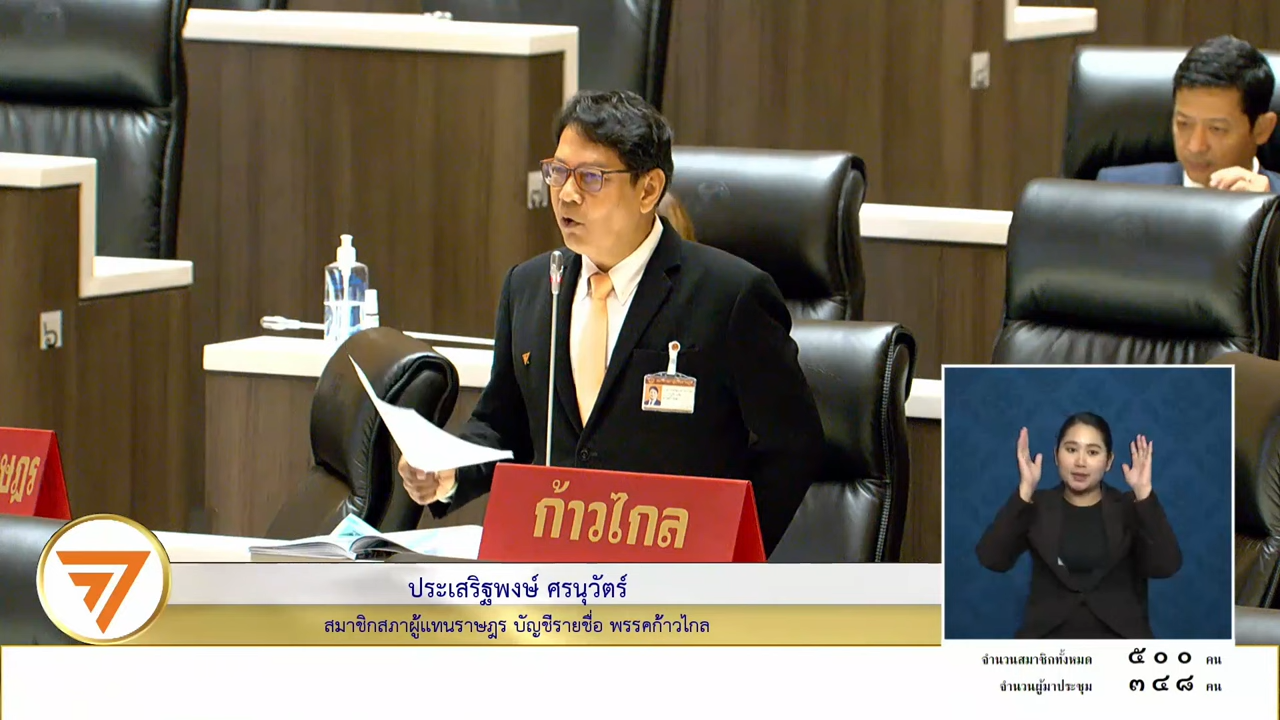 ๖
ษฎร
ก้าวไกล
ประเสริฐพงษ์ ศรนุวัตร์
สมาชิกสภาผู้แทนราษฎร บัญชีรายชื่อ พรรคก้าวไกล
จำนวนสมาชิกทั้งหมด ๕๐๐ คน
จำนวนผู้มาประชุม ๓๔๘ คน